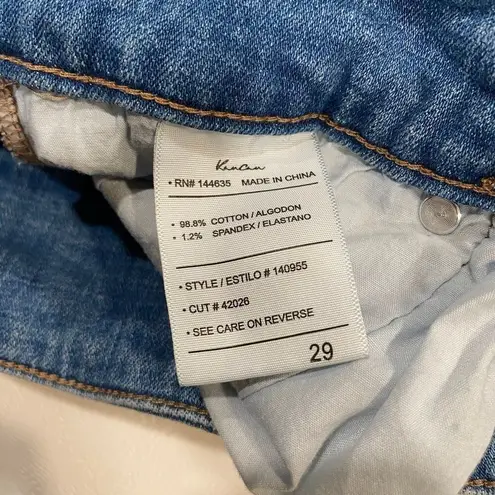 KanCan
• RN# 144635 MADE IN CHINA
• 98.8% COTTON / ALGODON
• 1.2% SPANDEX / ELASTANO
• STYLE / ESTILO # 140955
• CUT # 42026
• SEE CARE ON REVERSE
29